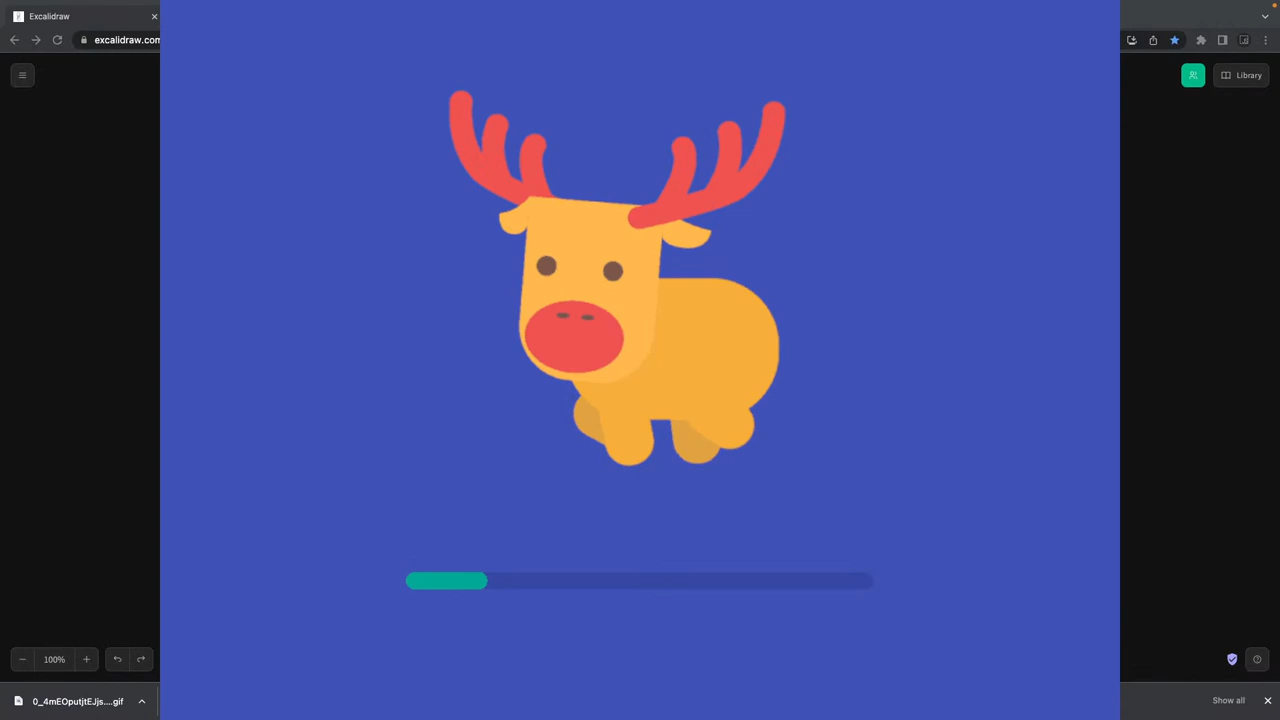 Excalidraw
excalidraw.com
Library
100%
0_4mEOputjtEJjs....gif
Show all